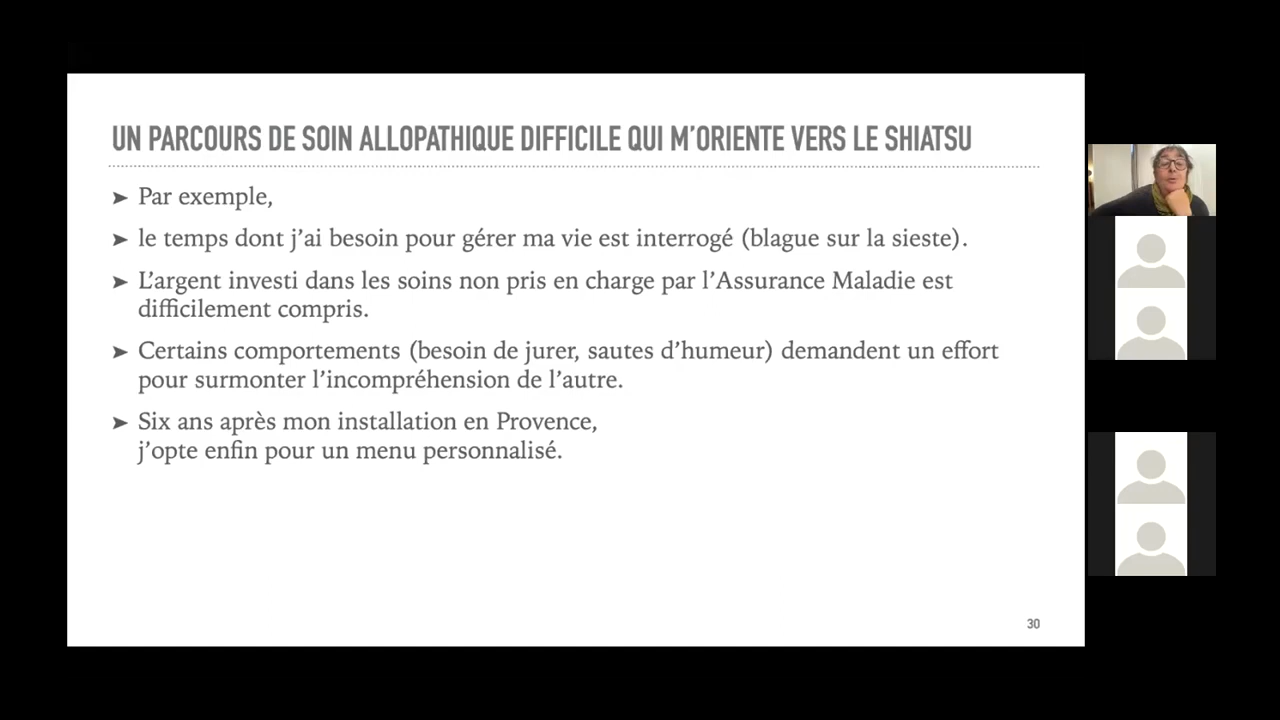 UN PARCOURS DE SOIN ALLOPATHIQUE DIFFICILE QUI M’ORIENTE VERS LE SHIATSU
➤ Par exemple,
➤ le temps dont j’ai besoin pour gérer ma vie est interrogé (blague sur la sieste).
➤ L’argent investi dans les soins non pris en charge par l’Assurance Maladie est
difficilement compris.
➤ Certains comportements (besoin de jurer, sautes d’humeur) demandent un effort
pour surmonter l’incompréhension de l’autre.
➤ Six ans après mon installation en Provence,
j’opte enfin pour un menu personnalisé.
30